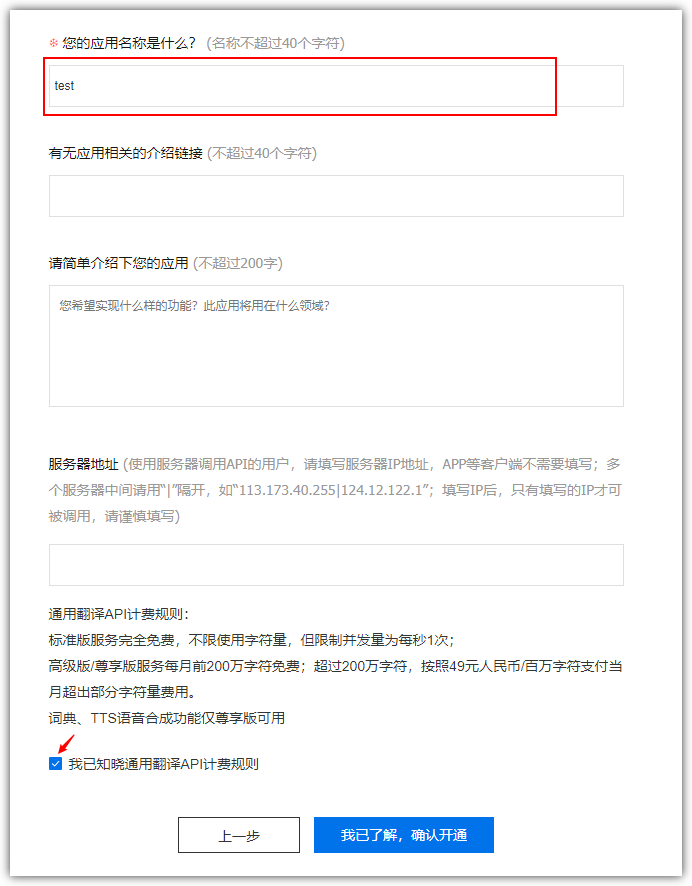 ※ 您的应用名称是什么? (名称不超过40个字符)
test
有无应用相关的介绍链接 (不超过40个字符)
请简单介绍下您的应用 (不超过200字)
您希望实现什么样的功能? 此应用将用在什么领域?
服务器地址 (使用服务器调用API的用户，请填写服务器IP地址，APP等客户端不需要填写；多
个服务器中间请用"|"隔开，如"113.173.40.255|124.12.122.1"；填写IP后，只有填写的IP才可
被调用，请谨慎填写)
通用翻译API计费规则：
标准版服务完全免费，不限使用字符量，但限制并发量为每秒1次；
高级版/尊享版服务每月前200万字符免费；超过200万字符，按照49元人民币/百万字符支付当
月超出部分字符量费用。
词典、TTS语音合成功能仅尊享版可用
我已知晓通用翻译API计费规则
上一步
我已了解，确认开通